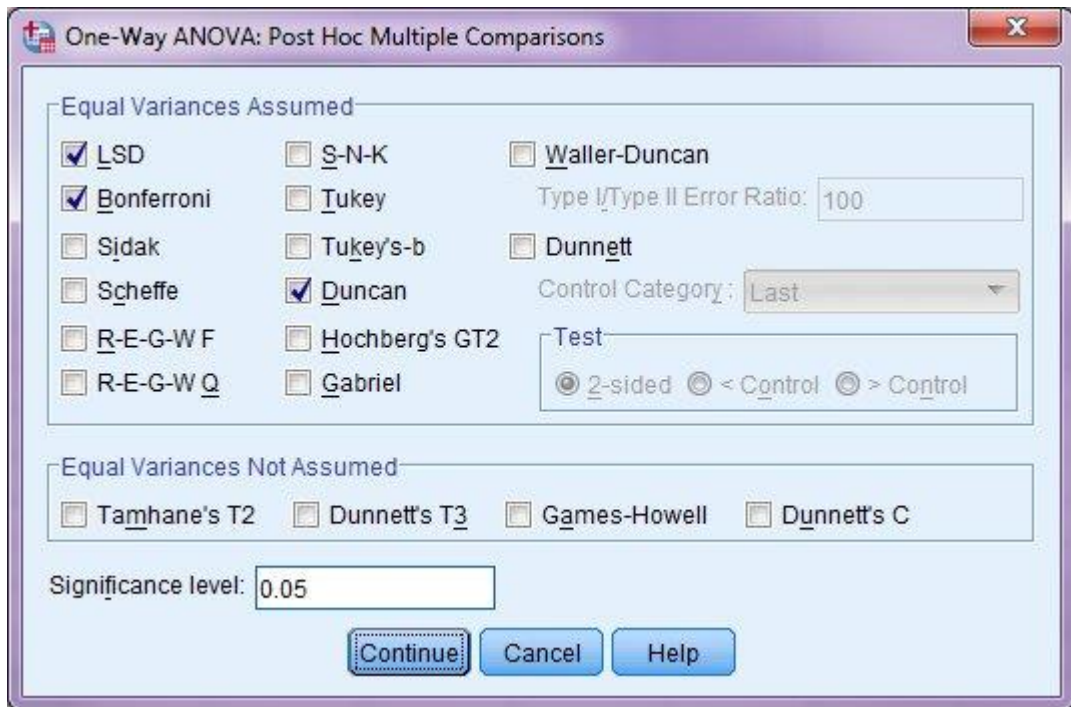 One-Way ANOVA: Post Hoc Multiple Comparisons
Equal Variances Assumed
LSD S-N-K Waller-Duncan
Bonferroni Tukey Type I/Type II Error Ratio: 100
Sidak Tukey's-b Dunnett
Scheffe Duncan Control Category : Last
R-E-G-W F Hochberg's GT2 Test
R-E-G-W Q Gabriel 2-sided < Control > Control
Equal Variances Not Assumed
Tamhane's T2 Dunnett's T3 Games-Howell Dunnett's C
Significance level: 0.05
Continue Cancel Help